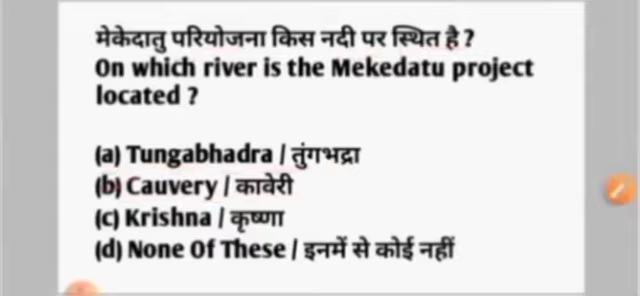 मेकेदातु परियोजना किस नदी पर स्थित है ?
On which river is the Mekedatu project
located ?
(a) Tungabhadra / तुंगभद्रा
(b) Cauvery / कावेरी
(c) Krishna / कृष्णा
(d) None Of These / इनमें से कोई नहीं